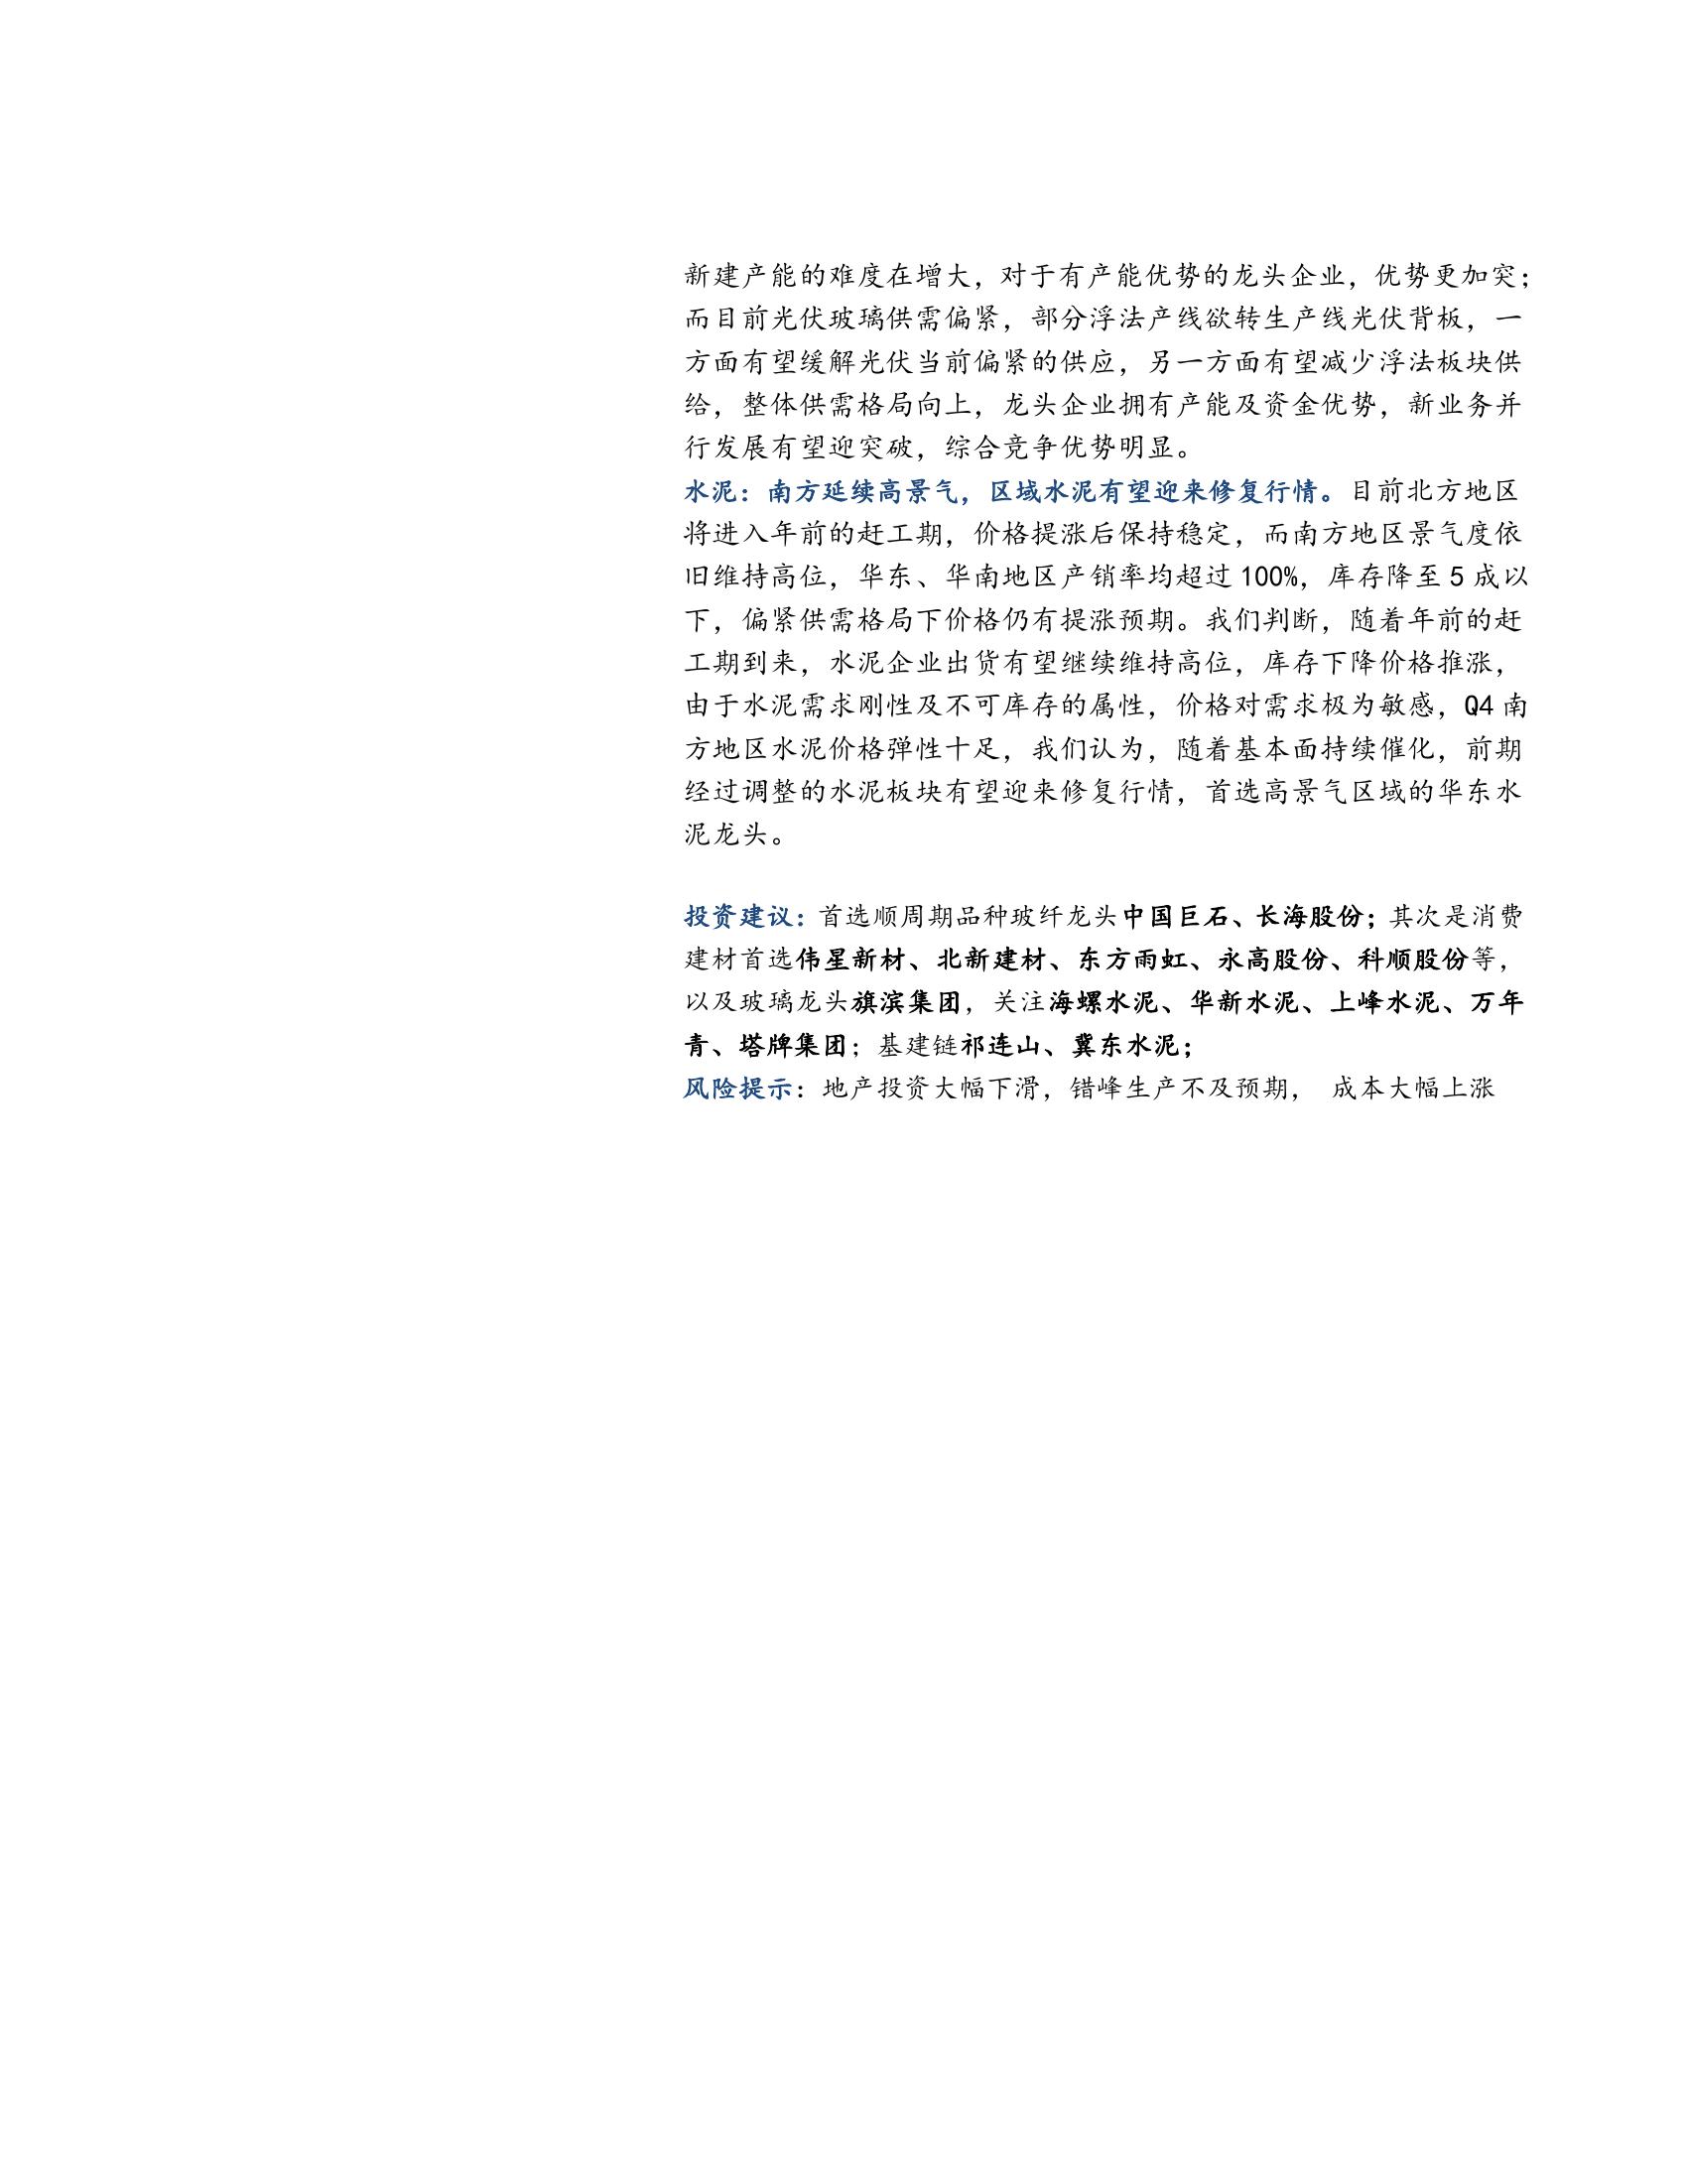 新建产能的难度在增大，对于有产能优势的龙头企业，优势更加突；
而目前光伏玻璃供需偏紧，部分浮法产线欲转生产线光伏背板，一
方面有望缓解光伏当前偏紧的供应，另一方面有望减少浮法板块供
给，整体供需格局向上，龙头企业拥有产能及资金优势，新业务并
行发展有望迎突破，综合竞争优势明显。
水泥：南方延续高景气，区域水泥有望迎来修复行情。目前北方地区
将进入年前的赶工期，价格提涨后保持稳定，而南方地区景气度依
旧维持高位，华东、华南地区产销率均超过 100%，库存降至 5 成以
下，偏紧供需格局下价格仍有提涨预期。我们判断，随着年前的赶
工期到来，水泥企业出货有望继续维持高位，库存下降价格推涨，
由于水泥需求刚性及不可库存的属性，价格对需求极为敏感，Q4 南
方地区水泥价格弹性十足，我们认为，随着基本面持续催化，前期
经过调整的水泥板块有望迎来修复行情，首选高景气区域的华东水
泥龙头。
投资建议：首选顺周期品种玻纤龙头中国巨石、长海股份；其次是消费
建材首选伟星新材、北新建材、东方雨虹、永高股份、科顺股份等，
以及玻璃龙头旗滨集团，关注海螺水泥、华新水泥、上峰水泥、万年
青、塔牌集团；基建链祁连山、冀东水泥；
风险提示：地产投资大幅下滑，错峰生产不及预期， 成本大幅上涨